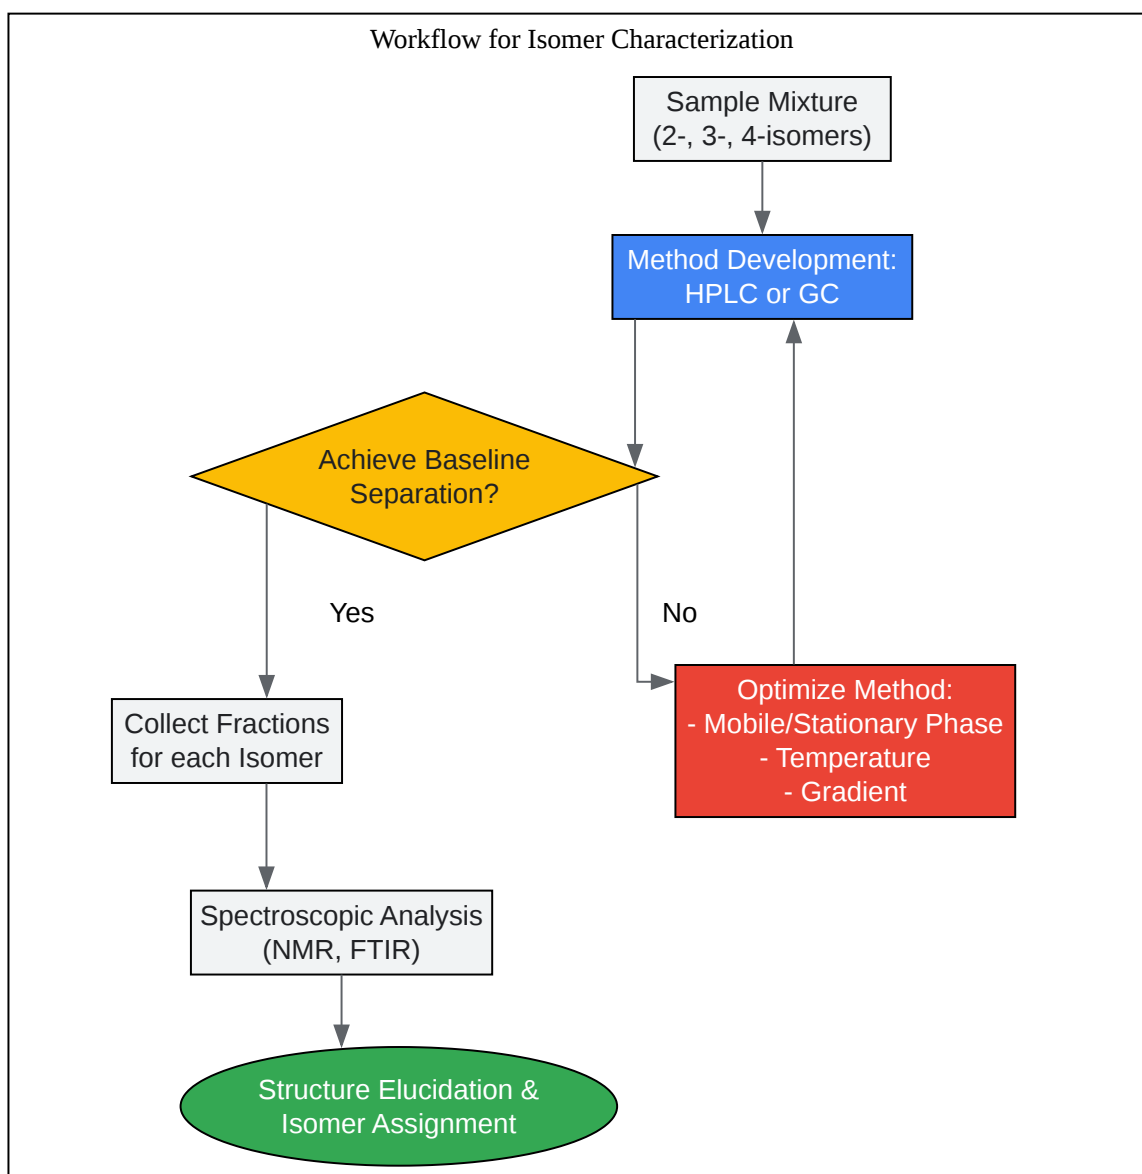 Workflow for Isomer Characterization
Sample Mixture
(2-, 3-, 4-isomers)
Method Development:
HPLC or GC
Achieve Baseline
Separation?
Yes
No
Optimize Method:
- Mobile/Stationary Phase
- Temperature
- Gradient
Collect Fractions
for each Isomer
Spectroscopic Analysis
(NMR, FTIR)
Structure Elucidation &
Isomer Assignment